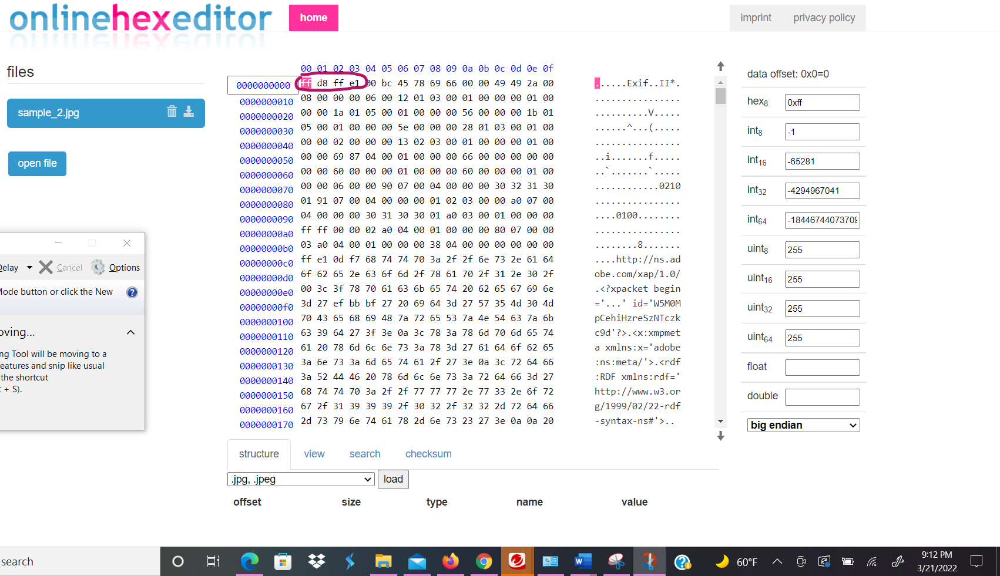 onlinehexeditor
home
imprint privacy policy
files
sample_2.jpg
open file
Cancel Options
Mode button or click the New
oving...
ng Tool will be moving to a
eatures and snip like usual
the shortcut
+ S).
00 01 02 03 04 05 06 07 08 09 0a 0b 0c 0d 0e 0f
0000000000 ff d8 ff e1 00 bc 45 78 69 66 00 00 49 49 2a 00 ......Exif..II*.
0000000010 08 00 00 00 06 00 12 01 03 00 01 00 00 00 01 00 ................
0000000020 00 00 1a 01 05 00 01 00 00 00 56 00 00 00 1b 01 ..........V.....
0000000030 05 00 01 00 00 00 5e 00 00 00 28 01 03 00 01 00 ......^...(.....
0000000040 00 00 02 00 00 00 13 02 03 00 01 00 00 00 01 00 ................
0000000050 00 00 69 87 04 00 01 00 00 00 66 00 00 00 00 00 ..i.......f.....
0000000060 00 00 60 00 00 00 01 00 00 00 60 00 00 00 01 00 ..`.......`.....
0000000070 00 00 06 00 00 90 07 00 04 00 00 00 30 32 31 30 ............0210
0000000080 01 91 07 00 04 00 00 00 01 02 03 00 00 a0 07 00 ................
0000000090 04 00 00 00 30 31 30 30 01 a0 03 00 01 00 00 00 ....0100........
00000000a0 ff ff 00 00 02 a0 04 00 01 00 00 00 80 07 00 00 ................
00000000b0 03 a0 04 00 01 00 00 00 38 04 00 00 00 00 00 00 ........8.......
00000000c0 ff e1 0d f7 68 74 74 70 3a 2f 2f 6e 73 2e 61 64 ....http://ns.ad
00000000d0 6f 62 65 2e 63 6f 6d 2f 78 61 70 2f 31 2e 30 2f obe.com/xap/1.0/
00000000e0 00 3c 3f 78 70 61 63 6b 65 74 20 62 65 67 69 6e .<?xpacket begin
00000000f0 3d 27 ef bb bf 27 20 69 64 3d 27 57 35 4d 30 4d ='...' id='W5M0M
0000000100 70 43 65 68 69 48 7a 72 65 53 7a 4e 54 63 7a 6b pCehiHzreSzNTczk
0000000110 63 39 64 27 3f 3e 0a 3c 78 3a 78 6d 70 6d 65 74 c9d'?>.<x:xmpmet
0000000120 61 20 78 6d 6c 6e 73 3a 78 3d 27 61 64 6f 62 65 a xmlns:x='adobe
0000000130 3a 6e 73 3a 6d 65 74 61 2f 27 3e 0a 3c 72 64 66 :ns:meta/'>.<rdf
0000000140 3a 52 44 46 20 78 6d 6c 6e 73 3a 72 64 66 3d 27 :RDF xmlns:rdf='
0000000150 68 74 74 70 3a 2f 2f 77 77 77 2e 77 33 2e 6f 72 http://www.w3.or
0000000160 67 2f 31 39 39 39 2f 30 32 2f 32 32 2d 72 64 66 g/1999/02/22-rdf
0000000170 2d 73 79 6e 74 61 78 2d 6e 73 23 27 3e 0a 0a 20 -syntax-ns#'>..
data offset: 0x0=0
hex8 0xff
int8 -1
int16 -65281
int32 -4294967041
int64 -1844674407370
uint8 255
uint16 255
uint32 255
uint64 255
float
double
big endian
structure view search checksum
.jpg, .jpeg load
offset size type name value
search
60°F 9:12 PM
3/21/2022